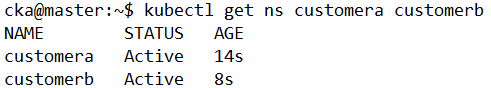 cka@master:~$ kubectl get ns customera customerb
NAME        STATUS   AGE
customera   Active   14s
customerb   Active   8s